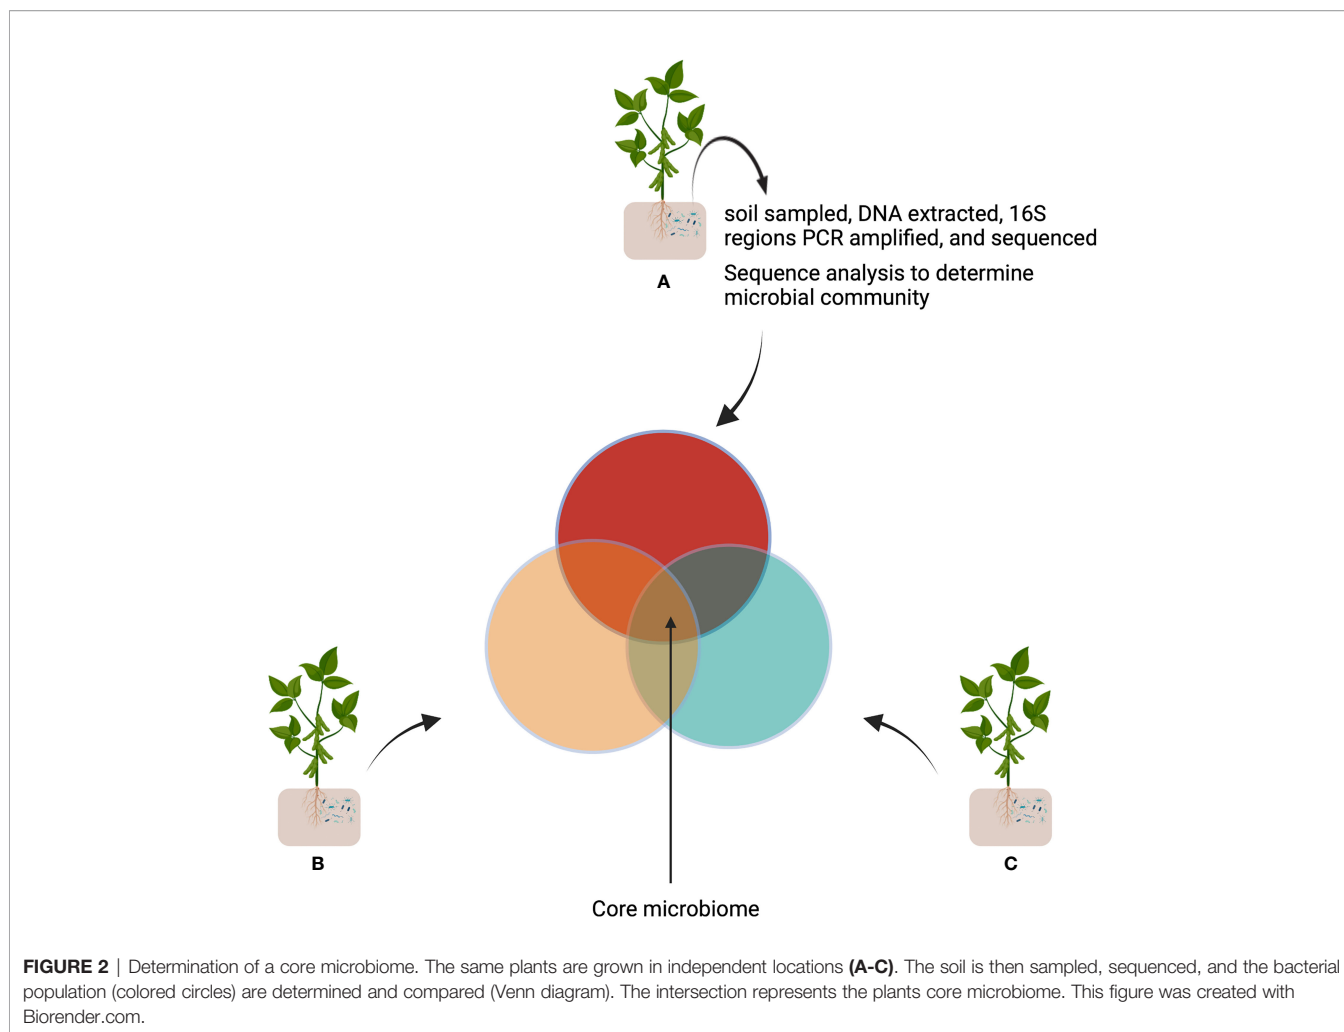 soil sampled, DNA extracted, 16S
regions PCR amplified, and sequenced
Sequence analysis to determine
microbial community
A
B
C
Core microbiome
FIGURE 2 | Determination of a core microbiome. The same plants are grown in independent locations (A-C). The soil is then sampled, sequenced, and the bacterial
population (colored circles) are determined and compared (Venn diagram). The intersection represents the plants core microbiome. This figure was created with
Biorender.com.